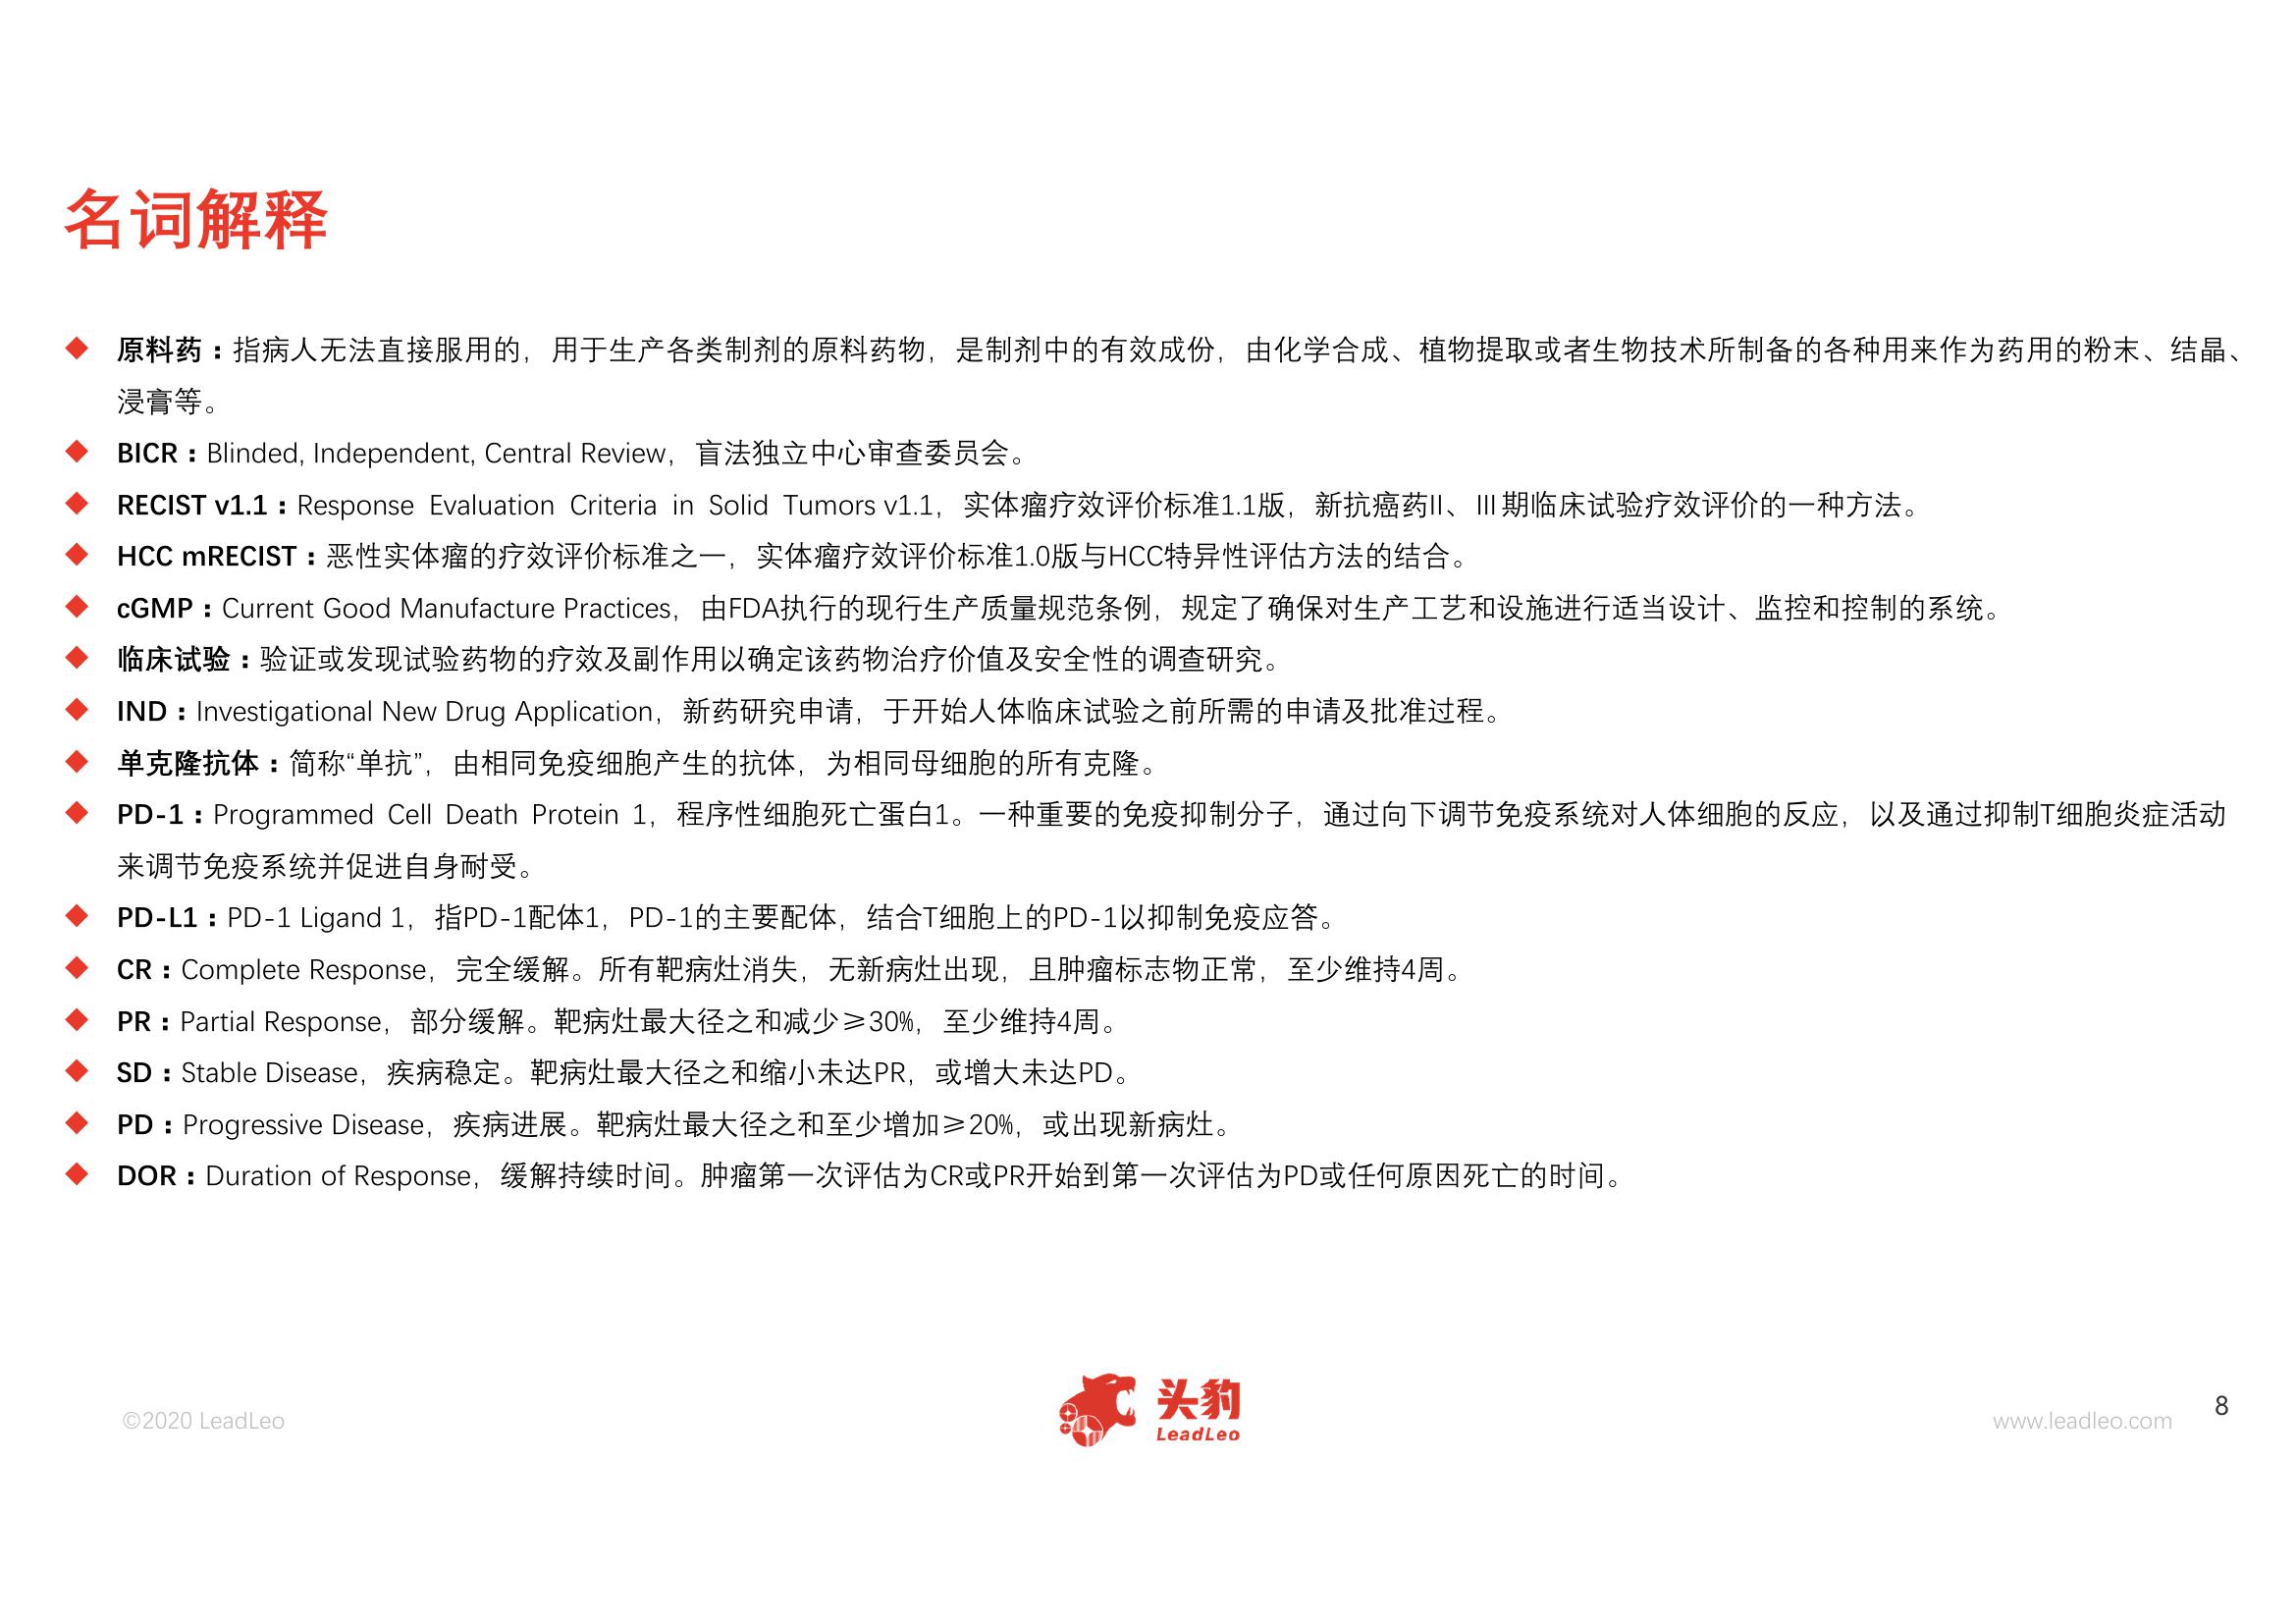 名词解释
◆ 原料药：指病人无法直接服用的，用于生产各类制剂的原料药物，是制剂中的有效成份，由化学合成、植物提取或者生物技术所制备的各种用来作为药用的粉末、结晶、
浸膏等。
◆ BICR：Blinded, Independent, Central Review，盲法独立中心审查委员会。
◆ RECIST v1.1：Response Evaluation Criteria in Solid Tumors v1.1，实体瘤疗效评价标准1.1版，新抗癌药II、III期临床试验疗效评价的一种方法。
◆ HCC mRECIST：恶性实体瘤的疗效评价标准之一，实体瘤疗效评价标准1.0版与HCC特异性评估方法的结合。
◆ cGMP：Current Good Manufacture Practices，由FDA执行的现行生产质量规范条例，规定了确保对生产工艺和设施进行适当设计、监控和控制的系统。
◆ 临床试验：验证或发现试验药物的疗效及副作用以确定该药物治疗价值及安全性的调查研究。
◆ IND：Investigational New Drug Application，新药研究申请，于开始人体临床试验之前所需的申请及批准过程。
◆ 单克隆抗体：简称“单抗”，由相同免疫细胞产生的抗体，为相同母细胞的所有克隆。
◆ PD-1：Programmed Cell Death Protein 1，程序性细胞死亡蛋白1。一种重要的免疫抑制分子，通过向下调节免疫系统对人体细胞的反应，以及通过抑制T细胞炎症活动
来调节免疫系统并促进自身耐受。
◆ PD-L1：PD-1 Ligand 1，指PD-1配体1，PD-1的主要配体，结合T细胞上的PD-1以抑制免疫应答。
◆ CR：Complete Response，完全缓解。所有靶病灶消失，无新病灶出现，且肿瘤标志物正常，至少维持4周。
◆ PR：Partial Response，部分缓解。靶病灶最大径之和减少≥30%，至少维持4周。
◆ SD：Stable Disease，疾病稳定。靶病灶最大径之和缩小未达PR，或增大未达PD。
◆ PD：Progressive Disease，疾病进展。靶病灶最大径之和至少增加≥20%，或出现新病灶。
◆ DOR：Duration of Response，缓解持续时间。肿瘤第一次评估为CR或PR开始到第一次评估为PD或任何原因死亡的时间。
©2020 LeadLeo
头豹
LeadLeo
www.leadleo.com
8